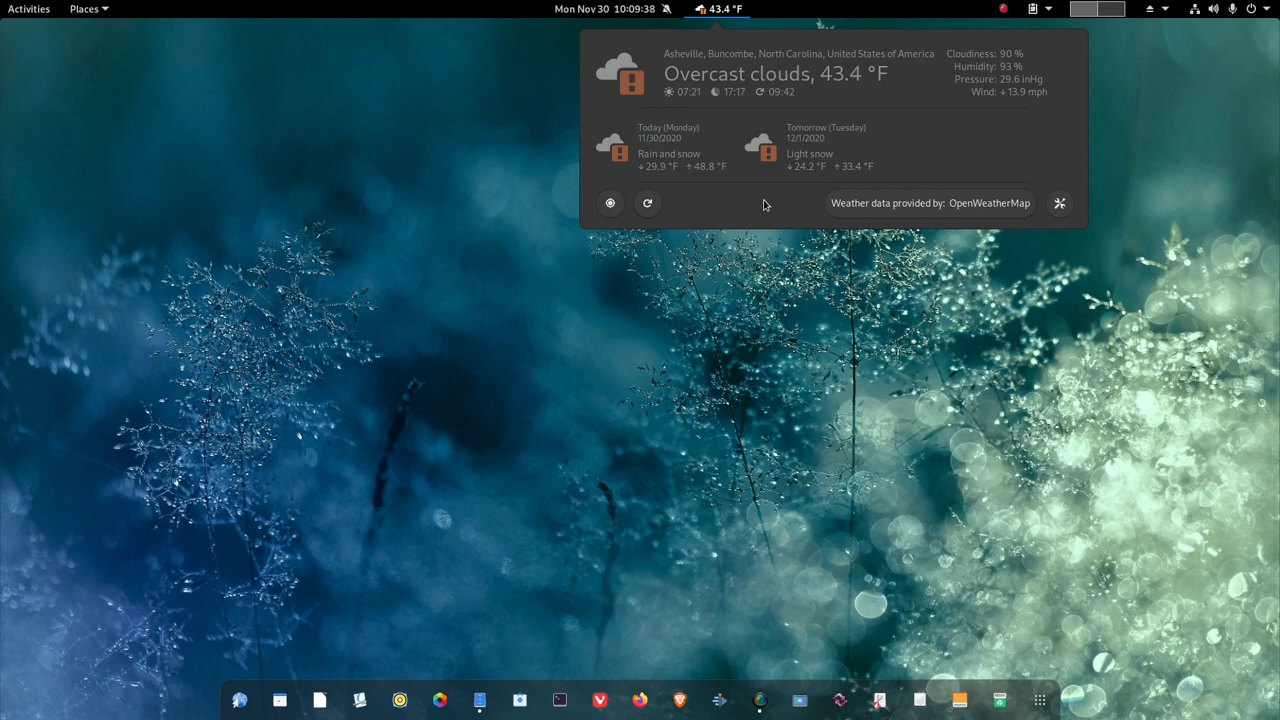 Activities Places Mon Nov 30 10:09:38 43.4 °F
Asheville, Buncombe, North Carolina, United States of America
Overcast clouds, 43.4 °F
07:21 17:17 09:42
Cloudiness: 90 %
Humidity: 93 %
Pressure: 29.6 inHg
Wind: ↓ 13.9 mph
Today (Monday)
11/30/2020
Rain and snow
↓ 29.9 °F ↑ 48.8 °F
Tomorrow (Tuesday)
12/1/2020
Light snow
↓ 24.2 °F ↑ 33.4 °F
Weather data provided by: OpenWeatherMap